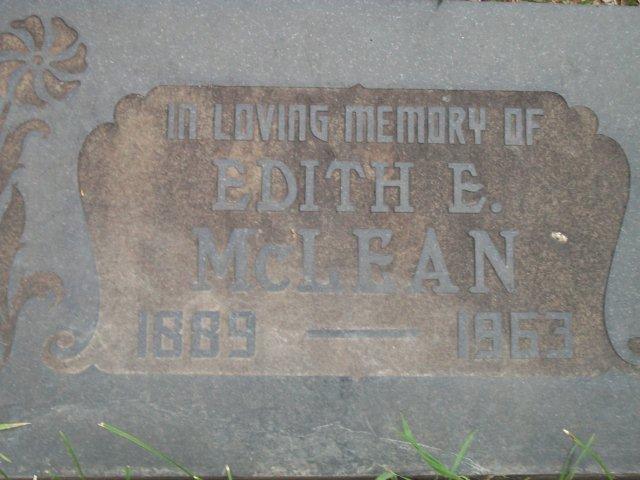 IN LOVING MEMORY OF
EDITH E.
McLEAN
1889 — 1963